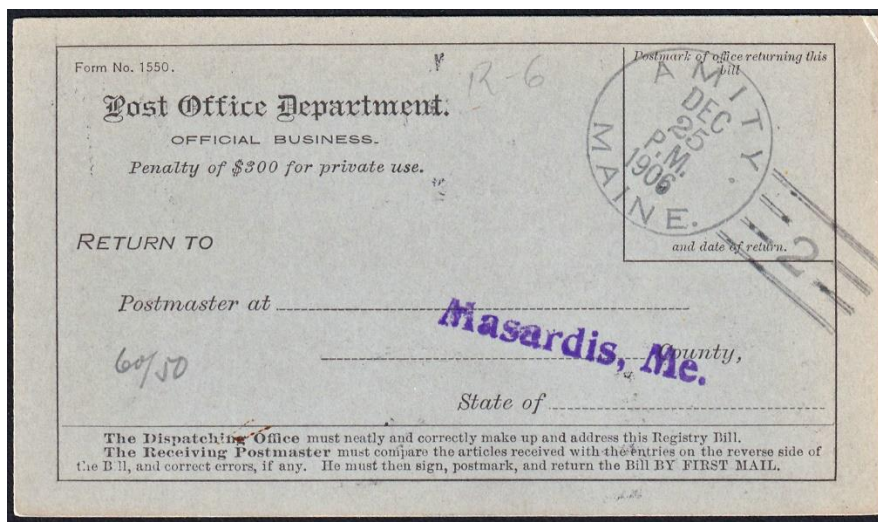 Form No. 1550.
R-6
Post Office Department.
OFFICIAL BUSINESS.
Penalty of $300 for private use.
Postmark of office returning this
bill
AMITY.
DEC
25
P.M.
1906
MAINE.
and date of return.
2
RETURN TO
Postmaster at
Masardis, Me.
County,
60/50
State of
The Dispatching Office must neatly and correctly make up and address this Registry Bill.
The Receiving Postmaster must compare the articles received with the entries on the reverse side of
the Bill, and correct errors, if any. He must then sign, postmark, and return the Bill BY FIRST MAIL.